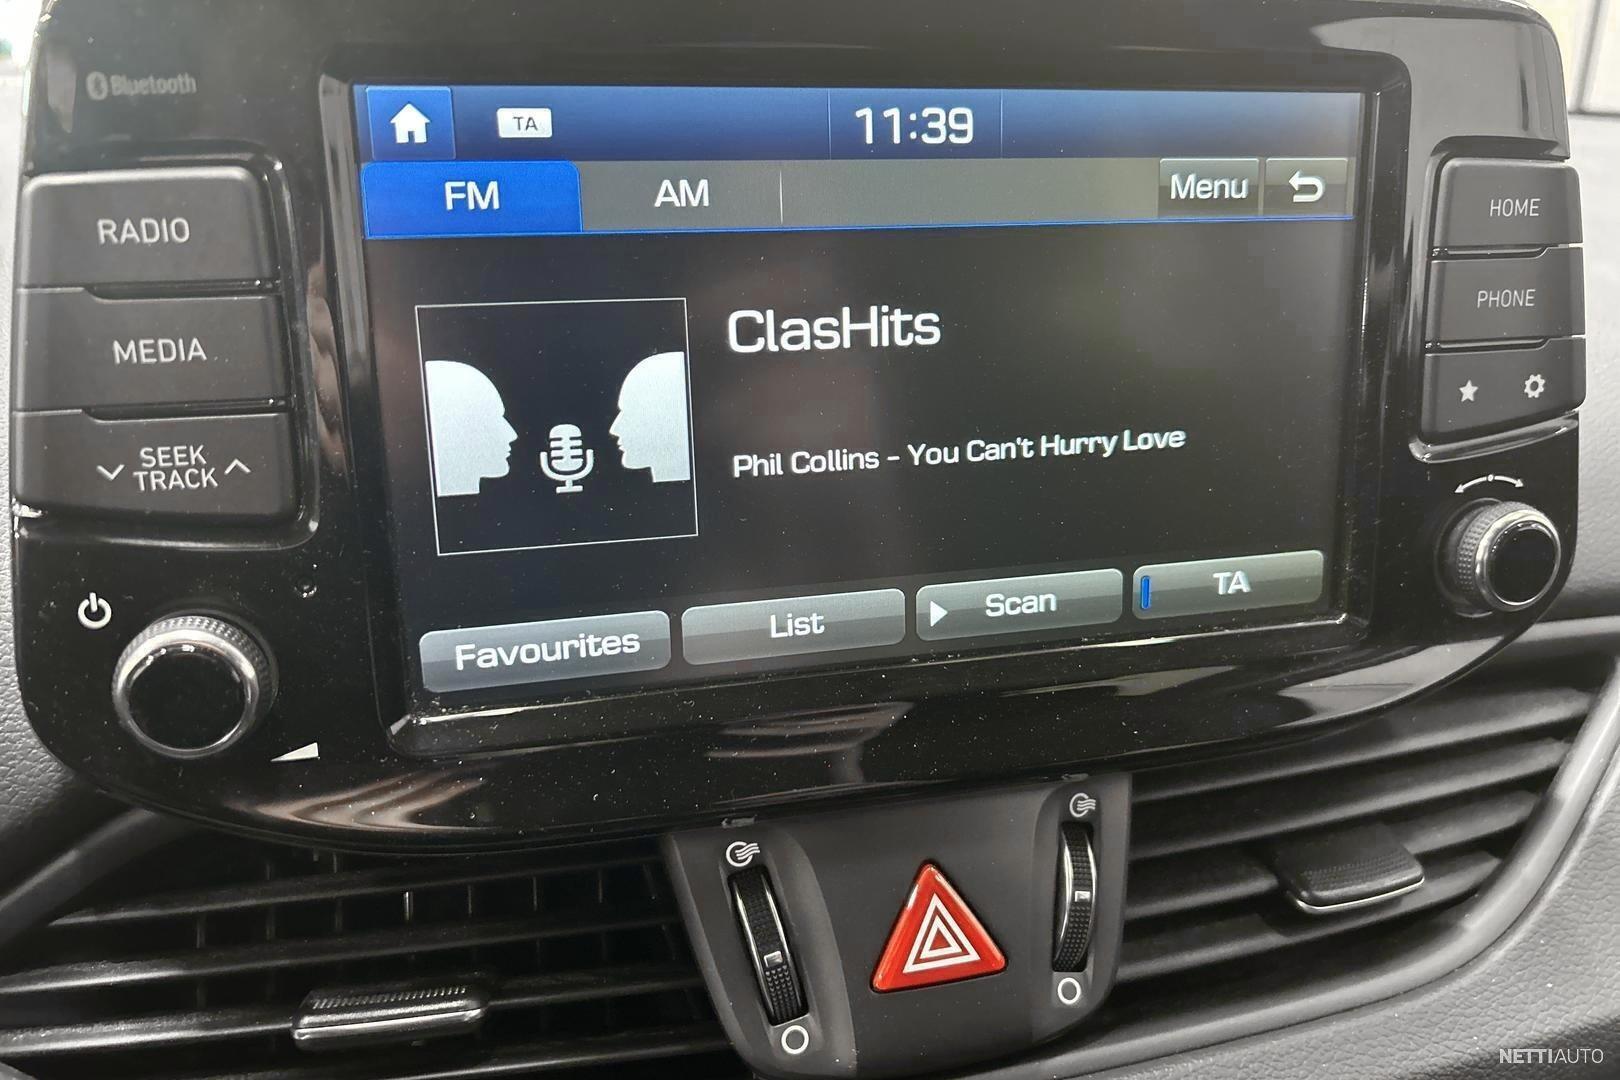 Bluetooth
TA
11:39
FM
AM
Menu
RADIO
HOME
MEDIA
PHONE
ClasHits
Phil Collins - You Can't Hurry Love
SEEK
TRACK
Favourites
List
Scan
TA
NETTIAUTO